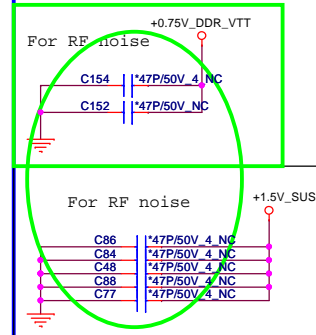 +0.75V_DDR_VTT
For RF noise
C154 *47P/50V_4_NC
C152 *47P/50V_NC
For RF noise
+1.5V_SUS
C86 *47P/50V_4_NC
C84 *47P/50V_4_NC
C48 *47P/50V_4_NC
C88 *47P/50V_4_NC
C77 *47P/50V_4_NC